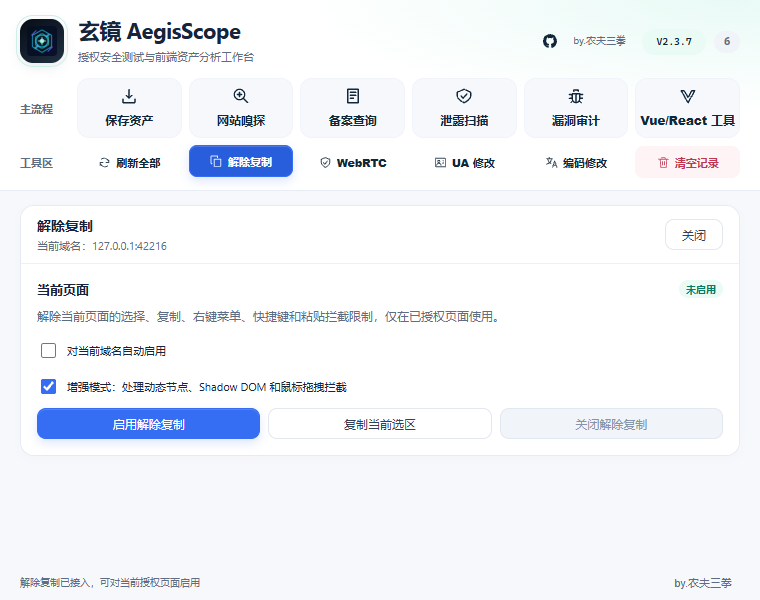 玄镜 AegisScope
授权安全测试与前端资产分析工作台
by.农夫三拳
V2.3.7
6
主流程
保存资产
网站嗅探
备案查询
泄露扫描
漏洞审计
Vue/React 工具
工具区
刷新全部
解除复制
WebRTC
UA 修改
编码修改
清空记录
解除复制
当前域名：127.0.0.1:42216
关闭
当前页面
未启用
解除当前页面的选择、复制、右键菜单、快捷键和粘贴拦截限制，仅在已授权页面使用。
对当前域名自动启用
增强模式：处理动态节点、Shadow DOM 和鼠标拖拽拦截
启用解除复制
复制当前选区
关闭解除复制
解除复制已接入，可对当前授权页面启用
by.农夫三拳